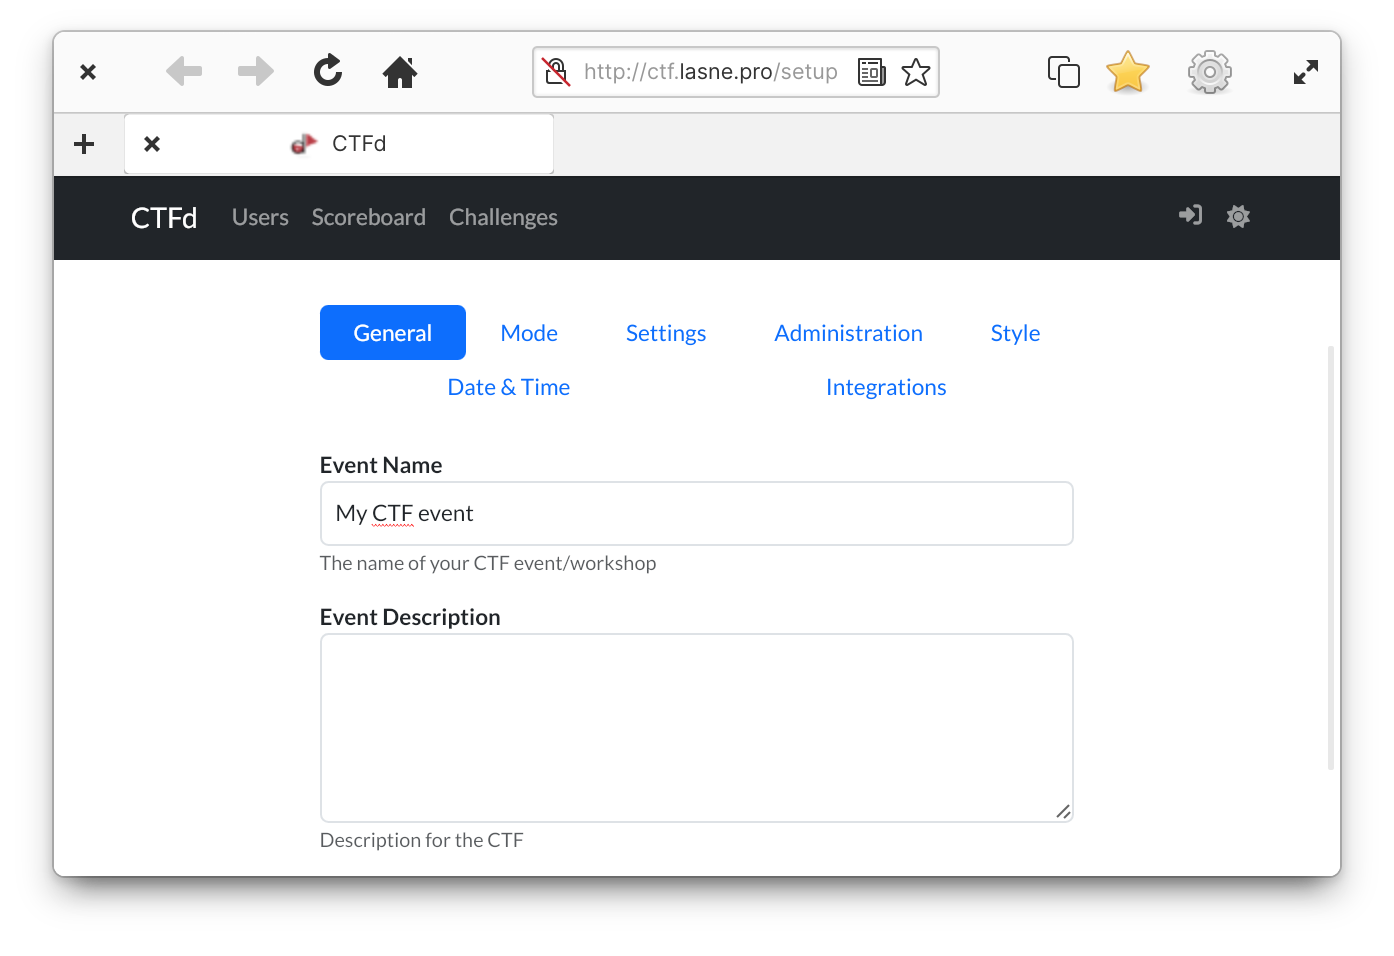 http://ctf.lasne.pro/setup
CTFd
CTFd Users Scoreboard Challenges
General Mode Settings Administration Style
Date & Time Integrations
Event Name
My CTF event
The name of your CTF event/workshop
Event Description
Description for the CTF